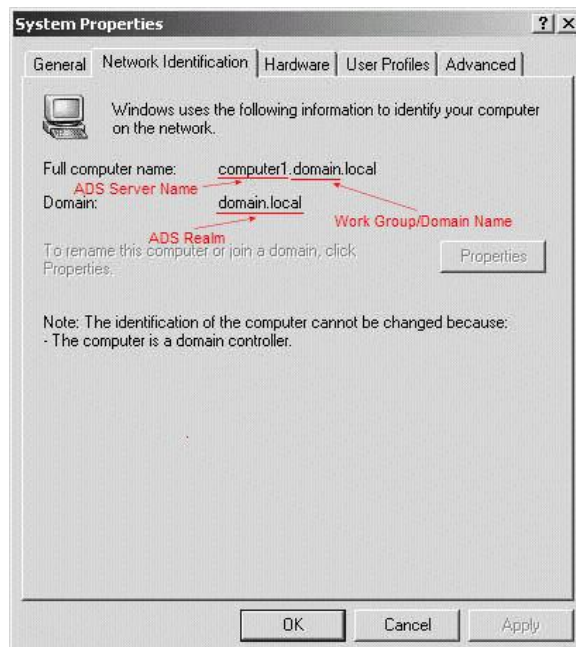 System Properties ? ×
General Network Identification Hardware User Profiles Advanced
Windows uses the following information to identify your computer
on the network.
Full computer name: computer1.domain.local
ADS Server Name
Domain: domain.local
Work Group/Domain Name
ADS Realm
To rename this computer or join a domain, click
Properties.
Properties
Note: The identification of the computer cannot be changed because:
- The computer is a domain controller.
OK Cancel Apply